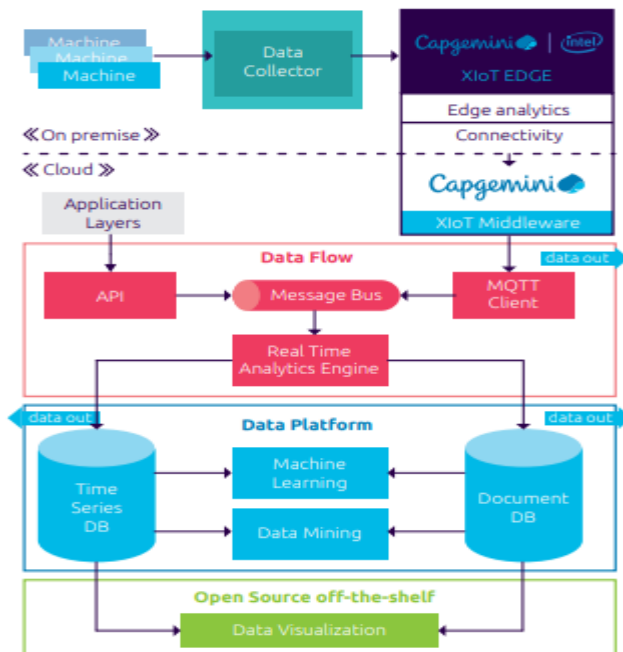 Machine
Machine
Machine
Data
Collector
Capgemini | intel
XIoT EDGE
Edge analytics
Connectivity
≪On premise≫
≪Cloud≫
Capgemini
XIoT Middleware
Application
Layers
Data Flow
data out
API
Message Bus
MQTT
Client
Real Time
Analytics Engine
data out
Data Platform
data out
Time
Series
DB
Machine
Learning
Data Mining
Document
DB
Open Source off-the-shelf
Data Visualization